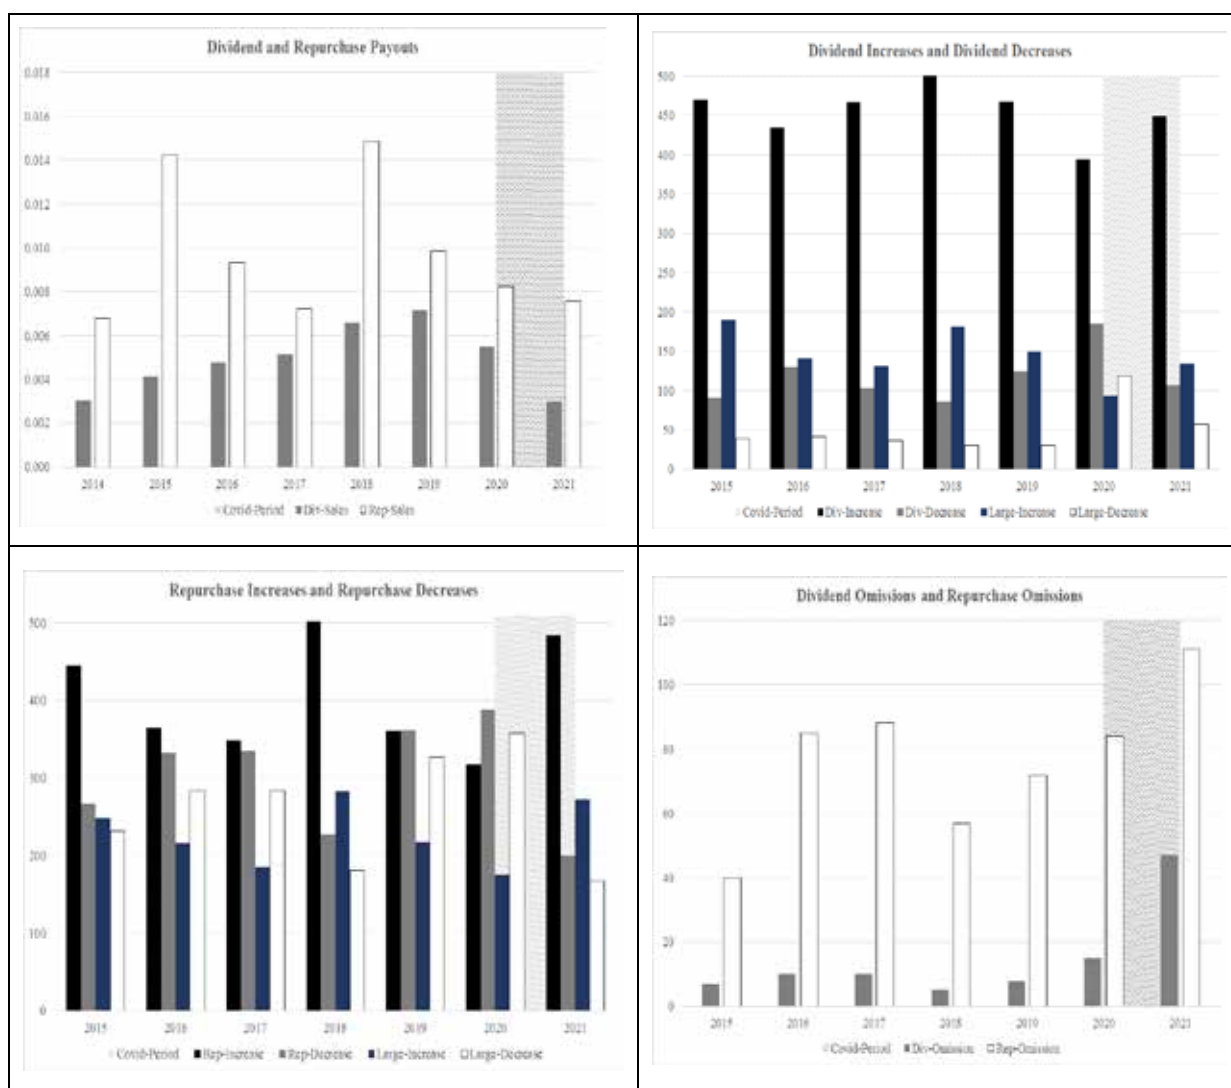 Dividend and Repurchase Payouts
0.018
0.016
0.014
0.012
0.010
0.008
0.006
0.004
0.002
0.000
2014 2015 2016 2017 2018 2019 2020 2021
Covid-Period Div-Sales Rep-Sales
Dividend Increases and Dividend Decreases
500
450
400
350
300
250
200
150
100
50
0
2015 2016 2017 2018 2019 2020 2021
Covid-Period Div-Increase Div-Decrease Large-Increase Large-Decrease
Repurchase Increases and Repurchase Decreases
500
400
300
200
100
0
2015 2016 2017 2018 2019 2020 2021
Covid-Period Rep-Increase Rep-Decrease Large-Increase Large-Decrease
Dividend Omissions and Repurchase Omissions
120
100
80
60
40
20
0
2015 2016 2017 2018 2019 2020 2021
Covid-Period Div-Omission Rep-Omission